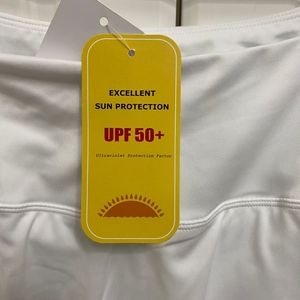 EXCELLENT
SUN PROTECTION
UPF 50+
Ultraviolet Protection Factor